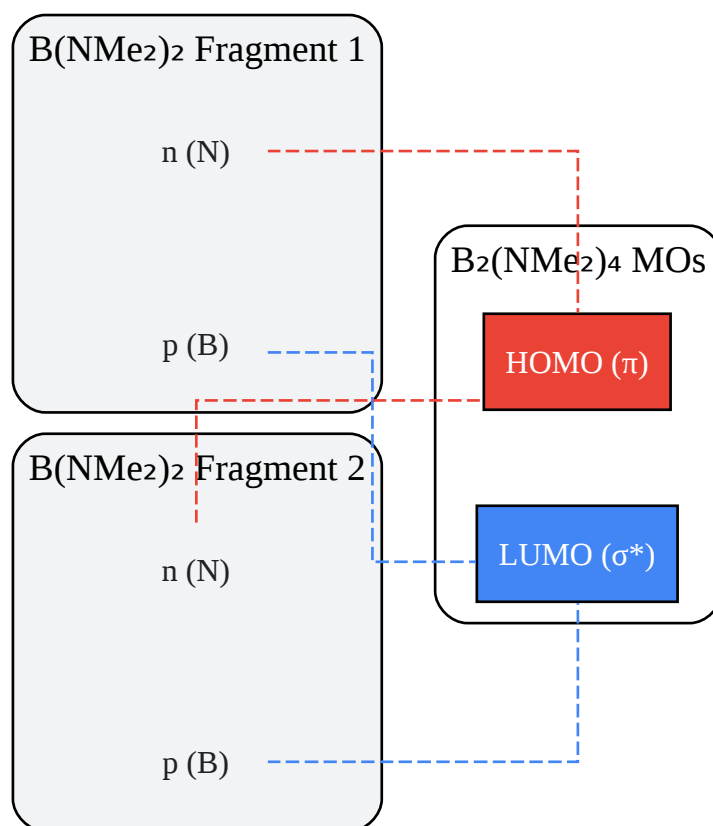 B(NMe₂)₂ Fragment 1
n (N)
p (B)
B₂(NMe₂)₄ MOs
HOMO (π)
LUMO (σ*)
B(NMe₂)₂ Fragment 2
n (N)
p (B)